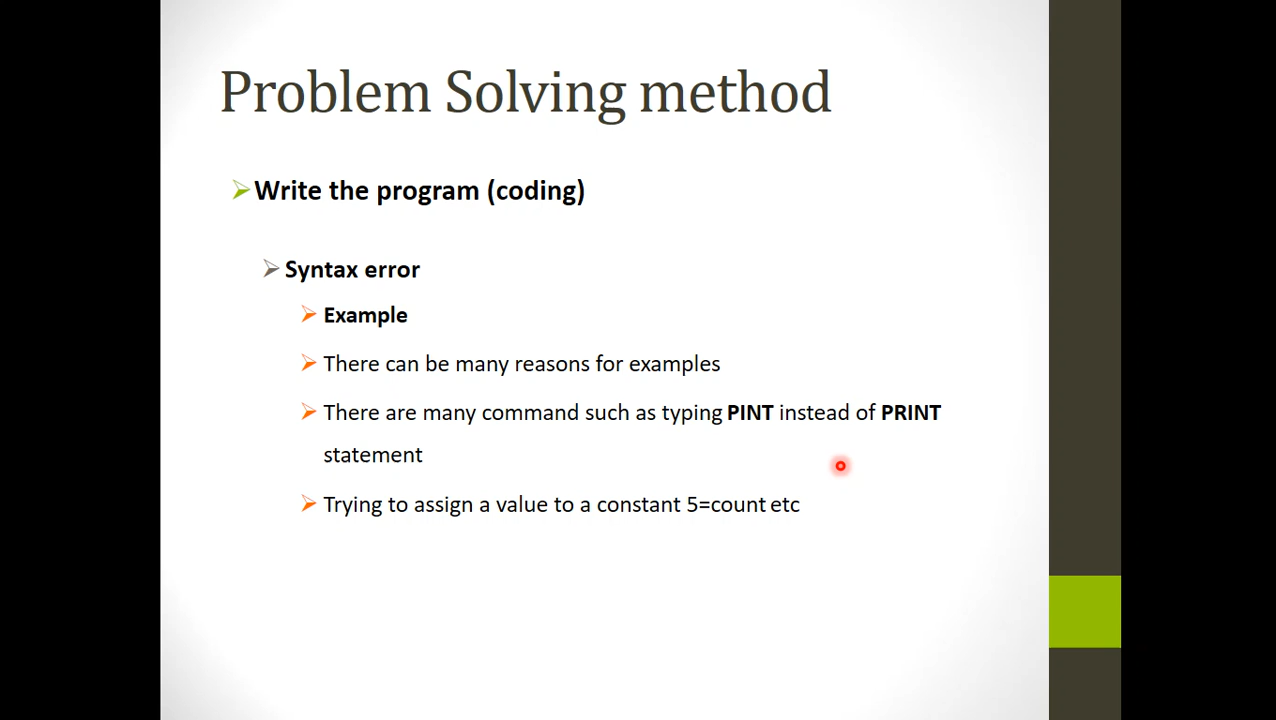 Problem Solving method
Write the program (coding)
Syntax error
Example
There can be many reasons for examples
There are many command such as typing PINT instead of PRINT
statement
Trying to assign a value to a constant 5=count etc